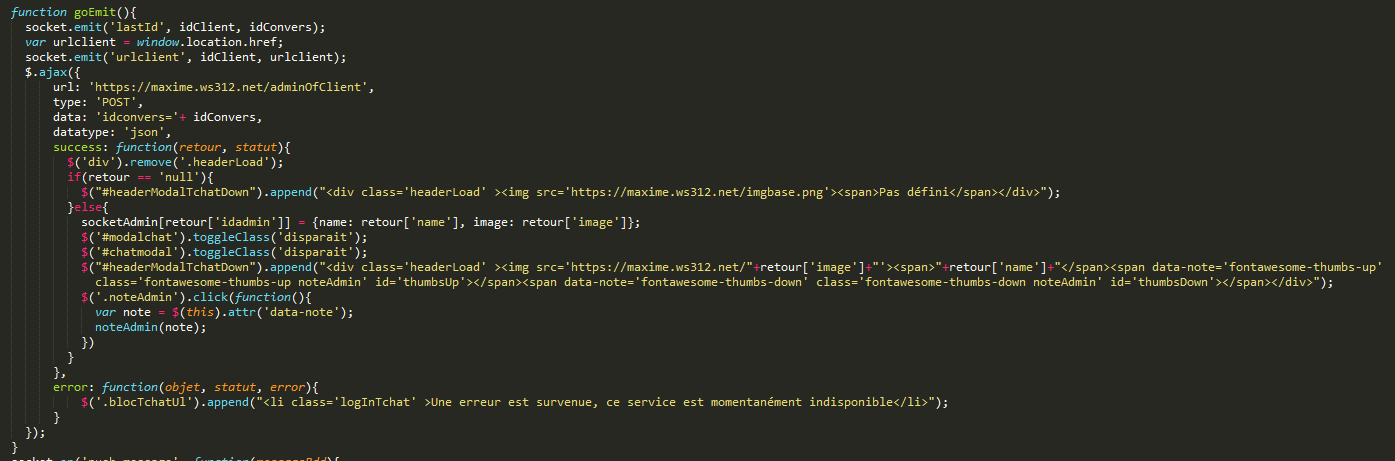 function goEmit(){
socket.emit('lastId', idClient, idConvers);
var urlclient = window.location.href;
socket.emit('urlclient', idClient, urlclient);
$.ajax({
url: 'https://maxime.ws312.net/adminOfClient',
type: 'POST',
data: 'idconvers='+ idConvers,
datatype: 'json',
success: function(retour, statut){
$('div').remove('.headerLoad');
if(retour == 'null'){
$("#headerModalTchatDown").append("<div class='headerLoad' ><img src='https://maxime.ws312.net/imgbase.png'><span>Pas défini</span></div>");
}else{
socketAdmin[retour['idadmin']] = {name: retour['name'], image: retour['image']};
$('#modalchat').toggleClass('disparait');
$('#chatmodal').toggleClass('disparait');
$("#headerModalTchatDown").append("<div class='headerLoad' ><img src='https://maxime.ws312.net/"+retour['image']+"'><span>"+retour['name']+"</span><span data-note='fontawesome-thumbs-up'
class='fontawesome-thumbs-up noteAdmin' id='thumbsUp'></span><span data-note='fontawesome-thumbs-down' class='fontawesome-thumbs-down noteAdmin' id='thumbsDown'></span></div>");
$('.noteAdmin').click(function(){
var note = $(this).attr('data-note');
noteAdmin(note);
})
}
},
error: function(objet, statut, error){
$('.blocTchatUl').append("<li class='logInTchat' >Une erreur est survenue, ce service est momentanément indisponible</li>");
}
});
}